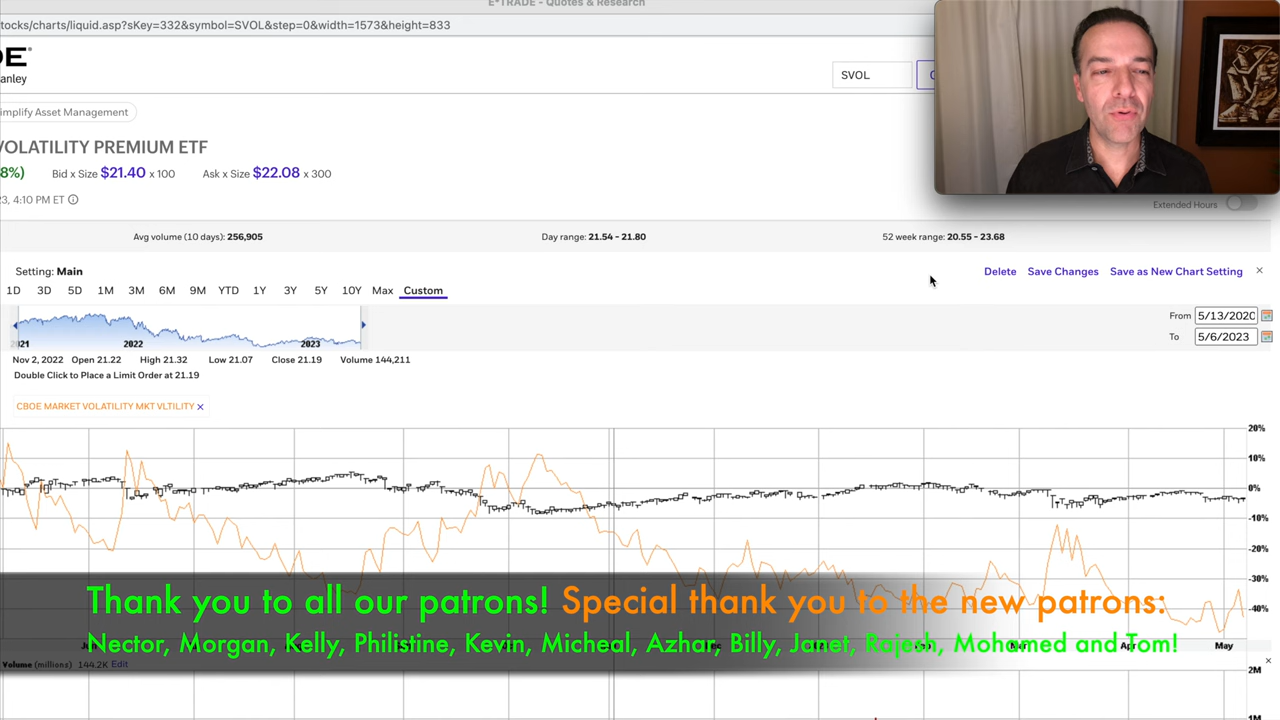 E*TRADE - Quotes & Research
tocks/charts/liquid.asp?sKey=332&symbol=SVOL&step=0&width=1573&height=833
DE
anley
SVOL
implify Asset Management
VOLATILITY PREMIUM ETF
8%) Bid x Size $21.40 x 100 Ask x Size $22.08 x 300
23, 4:10 PM ET
Extended Hours
Avg volume (10 days): 256,905 Day range: 21.54 - 21.80 52 week range: 20.55 - 23.68
Setting: Main Delete Save Changes Save as New Chart Setting ×
1D 3D 5D 1M 3M 6M 9M YTD 1Y 3Y 5Y 10Y Max Custom
From 5/13/2020
To 5/6/2023
2021 2022 2023
Nov 2, 2022 Open 21.22 High 21.32 Low 21.07 Close 21.19 Volume 144,211
Double Click to Place a Limit Order at 21.19
CBOE MARKET VOLATILITY MKT VLTILITY ×
20%
10%
0%
-10%
-20%
-30%
-40%
Thank you to all our patrons! Special thank you to the new patrons:
Nector, Morgan, Kelly, Philistine, Kevin, Micheal, Azhar, Billy, Janet, Rajesh, Mohamed and Tom!
Apr May
Volume (millions) 144.2K Edit ×
2M
1M